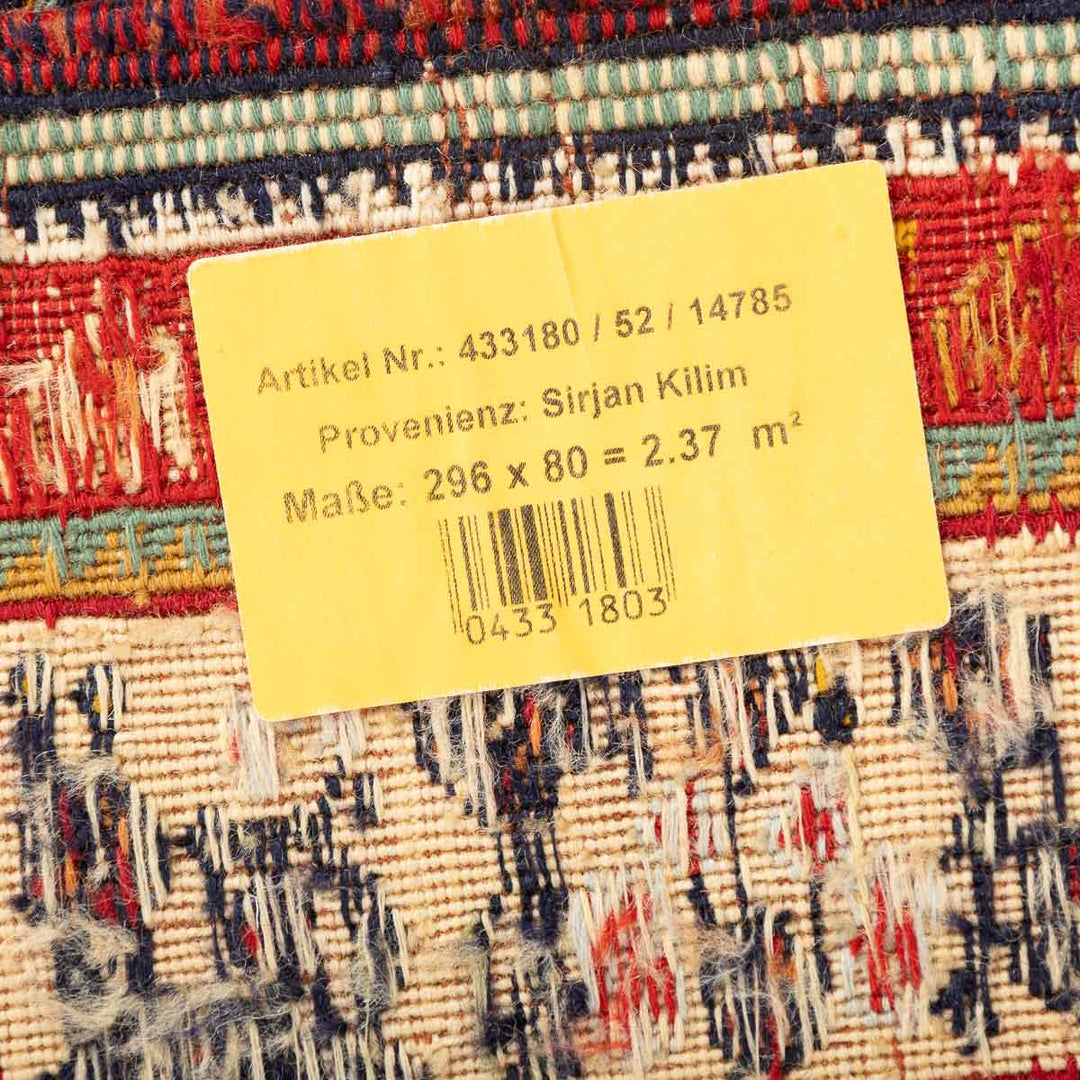 Artikel Nr.: 433180 / 52 / 14785
Provenienz: Sirjan Kilim
Maße: 296 x 80 = 2.37 m²
0433 1803